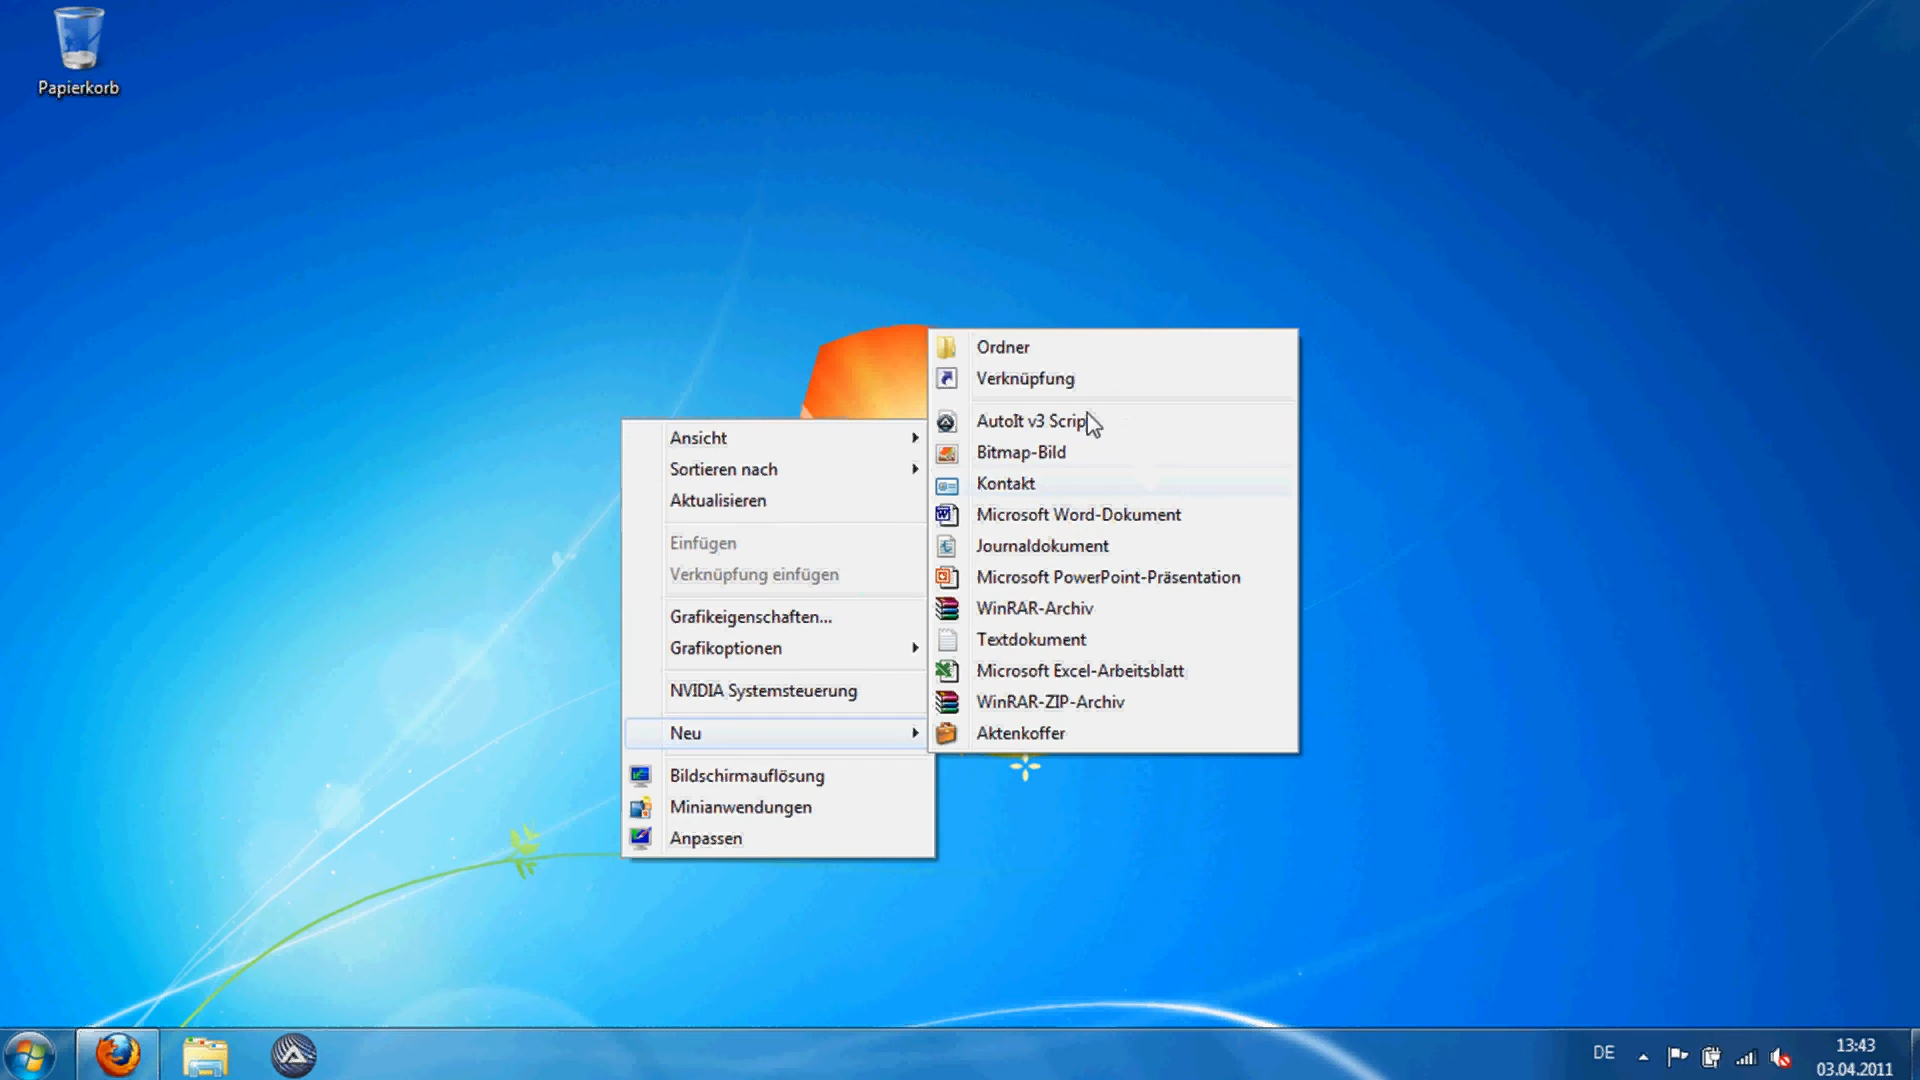 Papierkorb
Ansicht
Sortieren nach
Aktualisieren
Einfügen
Verknüpfung einfügen
Grafikeigenschaften...
Grafikoptionen
NVIDIA Systemsteuerung
Neu
Bildschirmauflösung
Minianwendungen
Anpassen
Ordner
Verknüpfung
AutoIt v3 Scrip
Bitmap-Bild
Kontakt
Microsoft Word-Dokument
Journaldokument
Microsoft PowerPoint-Präsentation
WinRAR-Archiv
Textdokument
Microsoft Excel-Arbeitsblatt
WinRAR-ZIP-Archiv
Aktenkoffer
DE
13:43
03.04.2011